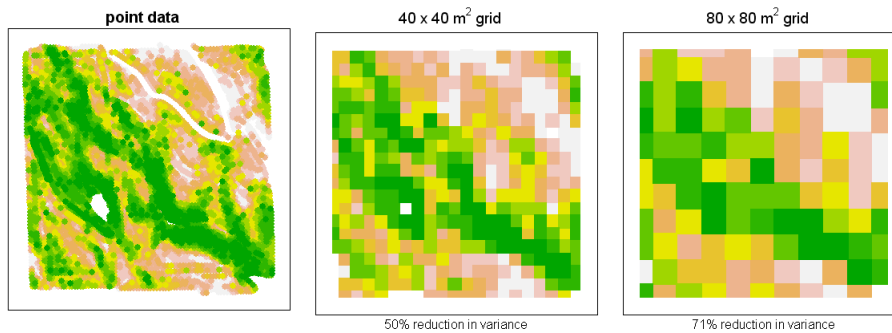 point data
40 x 40 m² grid
80 x 80 m² grid
50% reduction in variance
71% reduction in variance